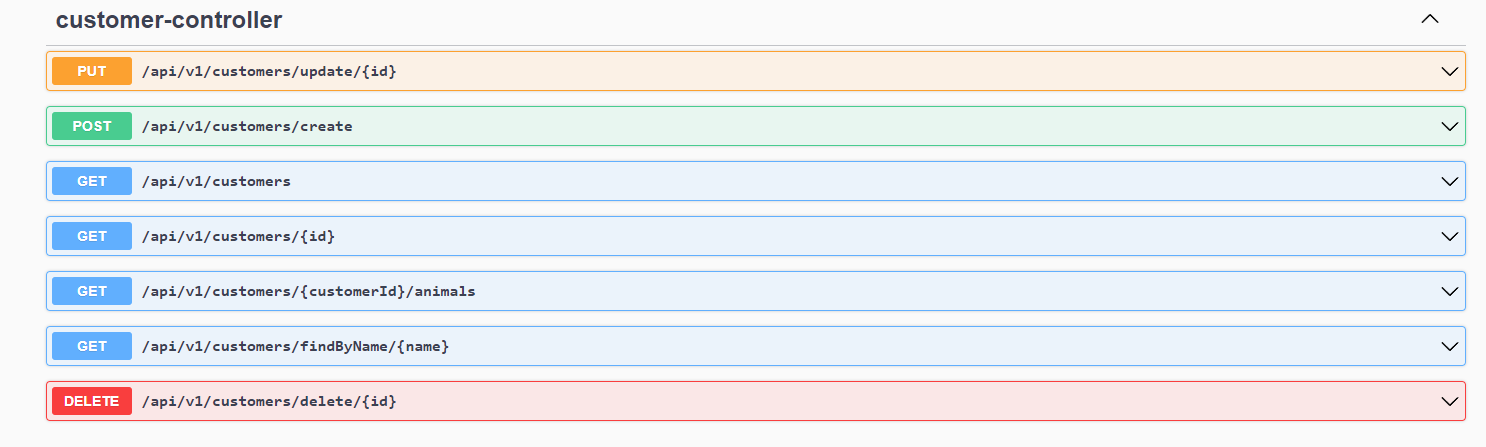 customer-controller
PUT /api/v1/customers/update/{id}
POST /api/v1/customers/create
GET /api/v1/customers
GET /api/v1/customers/{id}
GET /api/v1/customers/{customerId}/animals
GET /api/v1/customers/findByName/{name}
DELETE /api/v1/customers/delete/{id}